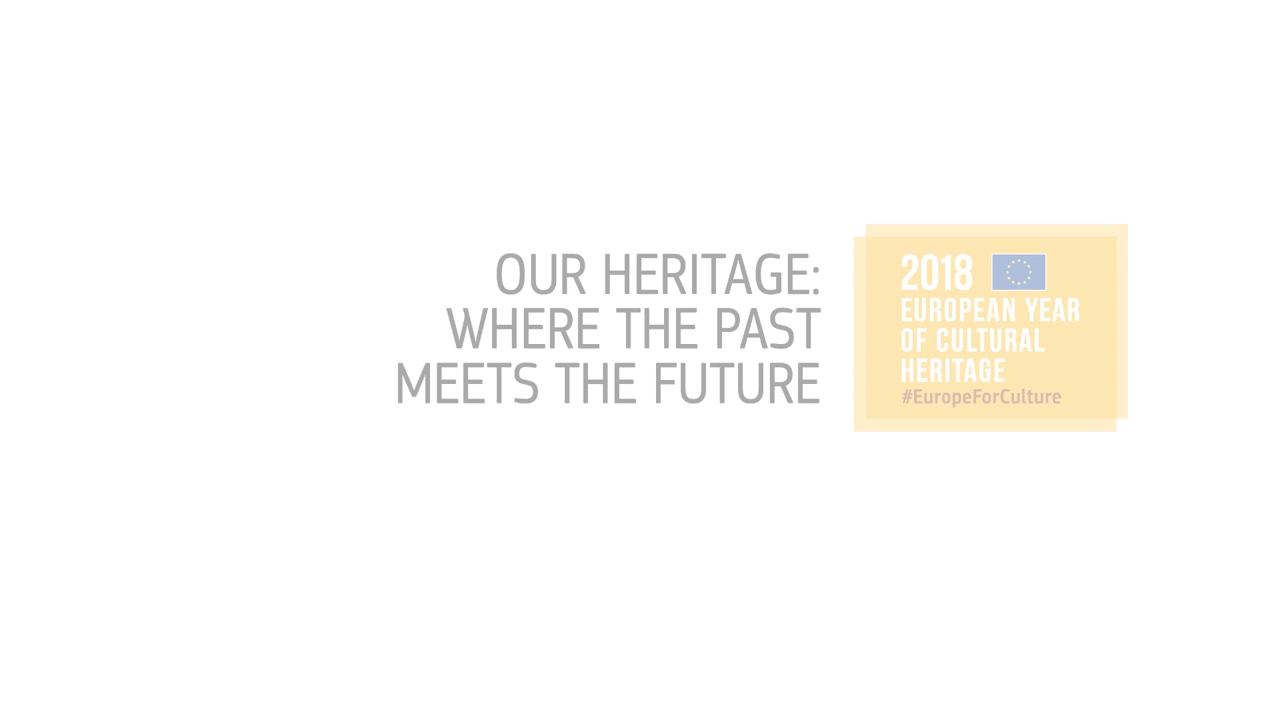 OUR HERITAGE:
WHERE THE PAST
MEETS THE FUTURE
2018
EUROPEAN YEAR
OF CULTURAL
HERITAGE
#EuropeForCulture